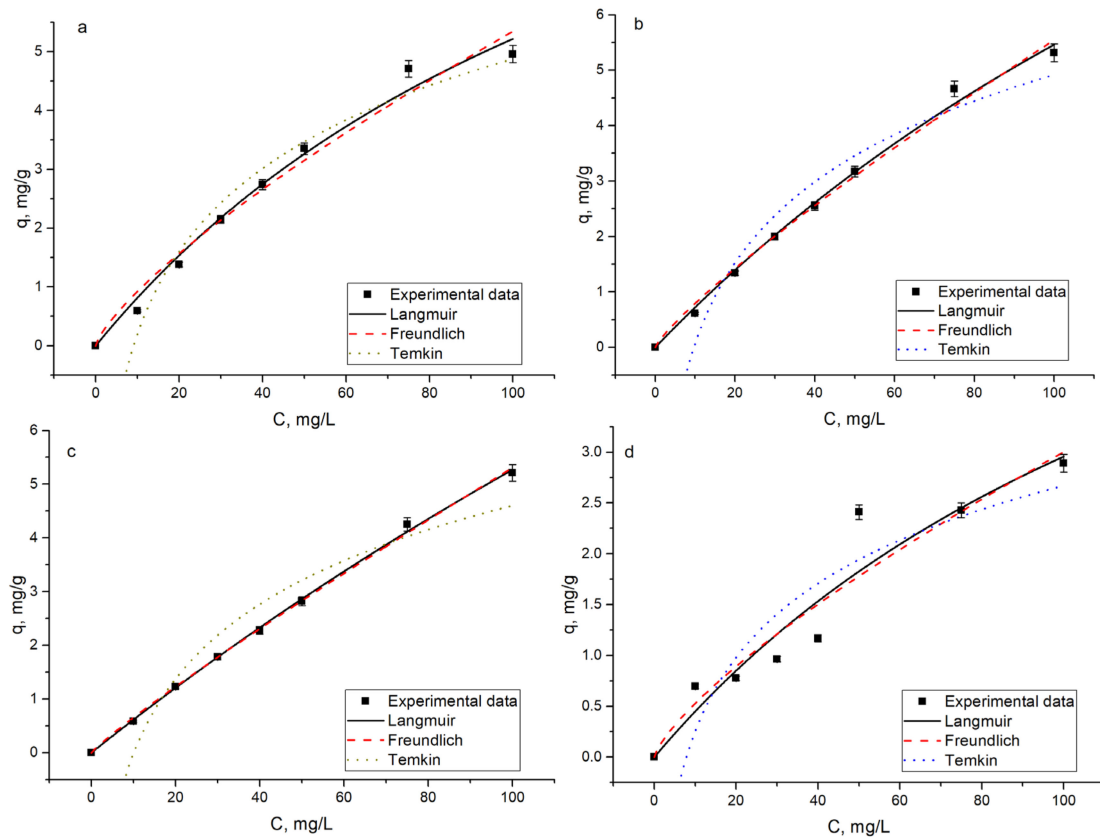 a
q, mg/g
5
4
3
2
1
0
Experimental data
Langmuir
Freundlich
Temkin
0 20 40 60 80 100
C, mg/L
b
q, mg/g
6
5
4
3
2
1
0
Experimental data
Langmuir
Freundlich
Temkin
0 20 40 60 80 100
C, mg/L
c
q, mg/g
6
5
4
3
2
1
0
Experimental data
Langmuir
Freundlich
Temkin
0 20 40 60 80 100
C, mg/L
d
q, mg/g
3.0
2.5
2.0
1.5
1.0
0.5
0.0
Experimental data
Langmuir
Freundlich
Temkin
0 20 40 60 80 100
C, mg/L